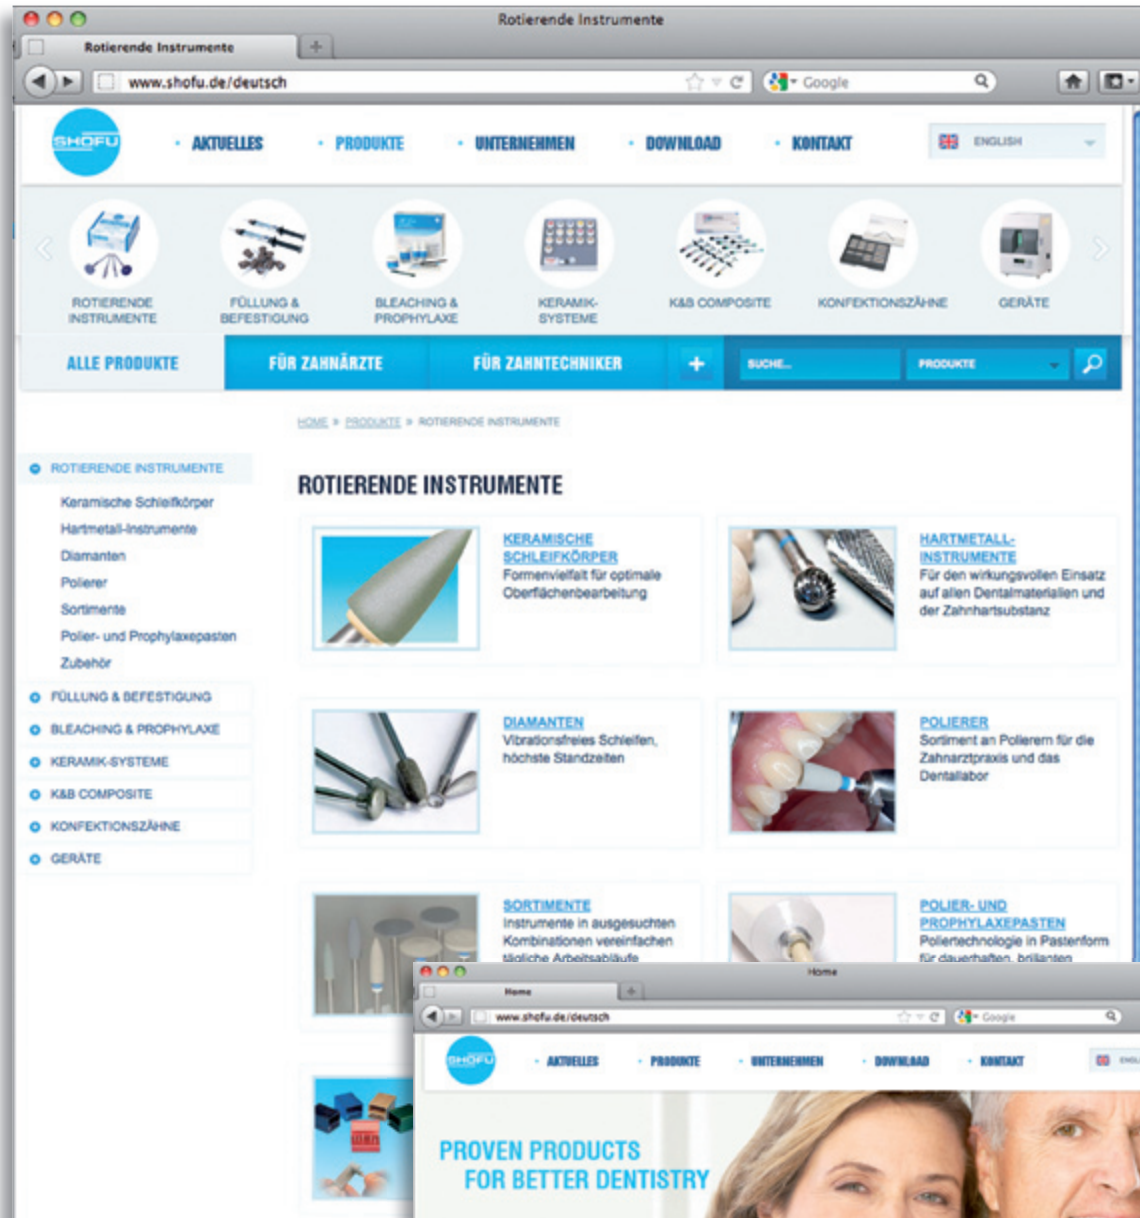 Rotierende Instrumente
Rotierende Instrumente
www.shofu.de/deutsch
Google
SHOFU
AKTUELLES
PRODUKTE
UNTERNEHMEN
DOWNLOAD
KONTAKT
ENGLISH
ROTIERENDE
INSTRUMENTE
FÜLLUNG &
BEFESTIGUNG
BLEACHING &
PROPHYLAXE
KERAMIK-
SYSTEME
K&B COMPOSITE
KONFEKTIONSZÄHNE
GERÄTE
ALLE PRODUKTE
FÜR ZAHNÄRZTE
FÜR ZAHNTECHNIKER
+
SUCHE...
PRODUKTE
HOME » PRODUKTE » ROTIERENDE INSTRUMENTE
ROTIERENDE INSTRUMENTE
Keramische Schleifkörper
Hartmetall-Instrumente
Diamanten
Polierer
Sortimente
Polier- und Prophylaxepasten
Zubehör
FÜLLUNG & BEFESTIGUNG
BLEACHING & PROPHYLAXE
KERAMIK-SYSTEME
K&B COMPOSITE
KONFEKTIONSZÄHNE
GERÄTE
ROTIERENDE INSTRUMENTE
KERAMISCHE
SCHLEIFKÖRPER
Formenvielfalt für optimale
Oberflächenbearbeitung
HARTMETALL-
INSTRUMENTE
Für den wirkungsvollen Einsatz
auf allen Dentalmaterialien und
der Zahnhartsubstanz
DIAMANTEN
Vibrationsfreies Schleifen,
höchste Standzeiten
POLIERER
Sortiment an Polierern für die
Zahnarztpraxis und das
Dentallabor
SORTIMENTE
Instrumente in ausgesuchten
Kombinationen vereinfachen
tägliche Arbeitsabläufe
POLIER- UND
PROPHYLAXEPASTEN
Poliertechnologie in Pastenform
für dauerhaften, brillanten
Home
Home
www.shofu.de/deutsch
Google
SHOFU
AKTUELLES
PRODUKTE
UNTERNEHMEN
DOWNLOAD
KONTAKT
PROVEN PRODUCTS
FOR BETTER DENTISTRY